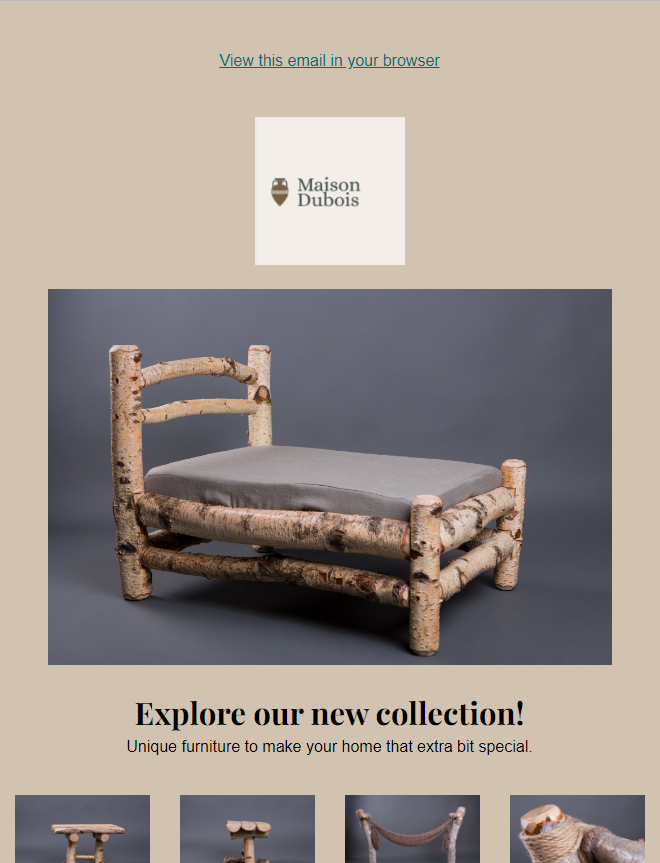 View this email in your browser
Maison
Dubois
Explore our new collection!
Unique furniture to make your home that extra bit special.